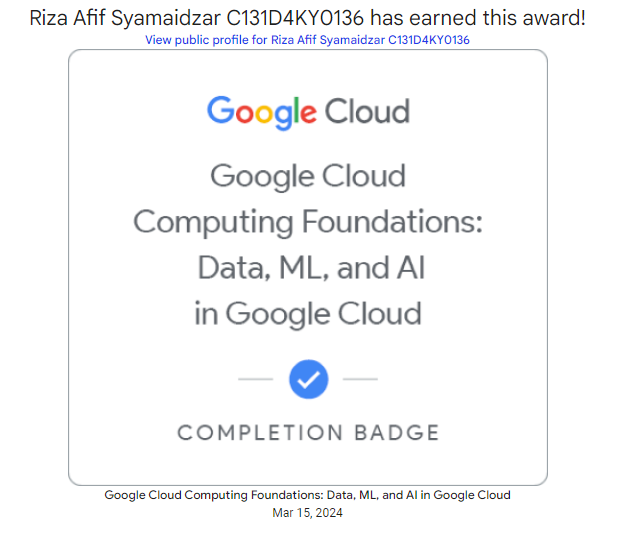 Riza Afif Syamaidzar C131D4KY0136 has earned this award!
View public profile for Riza Afif Syamaidzar C131D4KY0136
Google Cloud
Google Cloud
Computing Foundations:
Data, ML, and AI
in Google Cloud
COMPLETION BADGE
Google Cloud Computing Foundations: Data, ML, and AI in Google Cloud
Mar 15, 2024